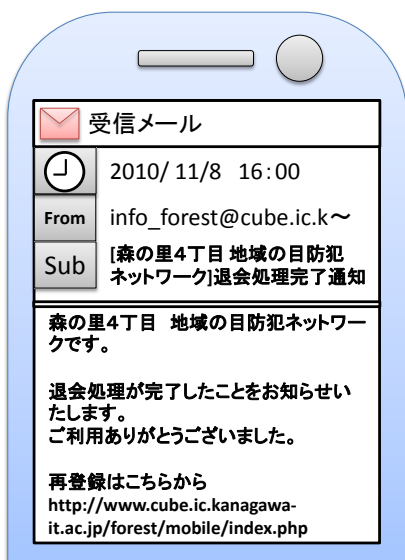 受信メール
2010/ 11/8 16:00
From
info_forest@cube.ic.k～
Sub
[森の里4丁目 地域の目防犯
ネットワーク]退会処理完了通知
森の里4丁目 地域の目防犯ネットワー
クです。
退会処理が完了したことをお知らせい
たします。
ご利用ありがとうございました。
再登録はこちらから
http://www.cube.ic.kanagawa-
it.ac.jp/forest/mobile/index.php